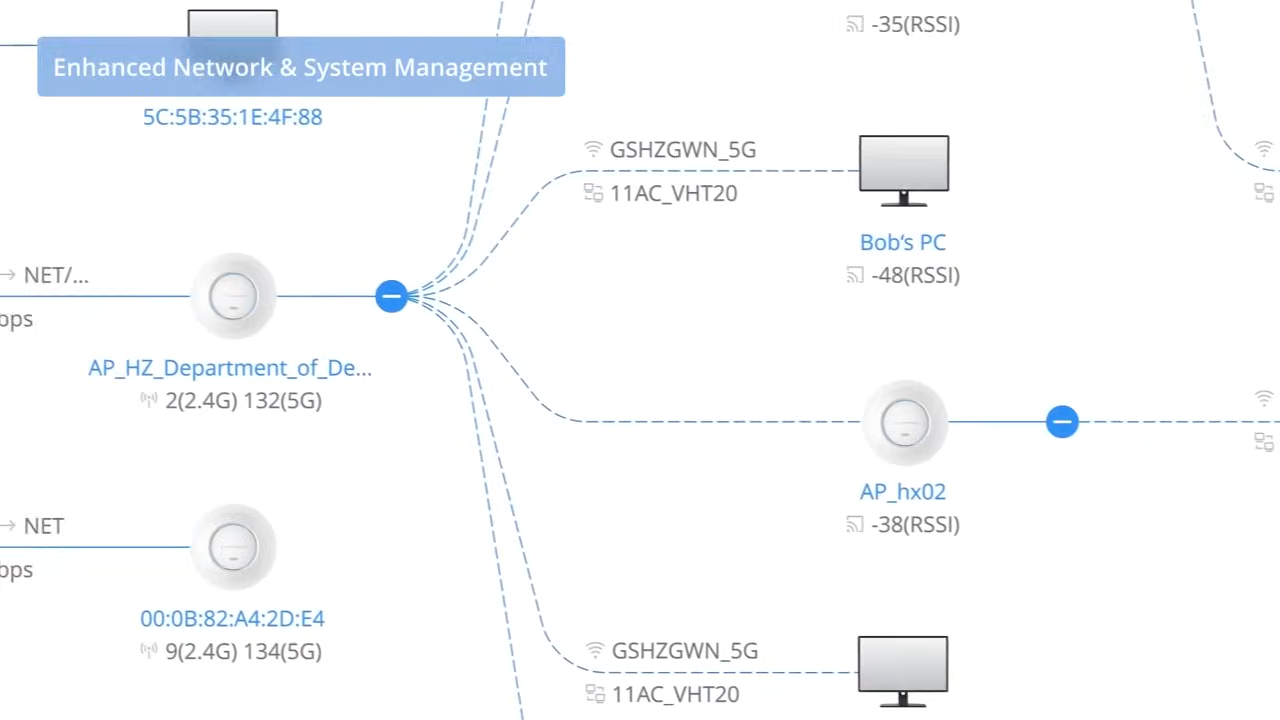 -35(RSSI)
Enhanced Network & System Management
5C:5B:35:1E:4F:88
GSHZGWN_5G
11AC_VHT20
Bob's PC
-48(RSSI)
NET/...
bps
AP_HZ_Department_of_De...
2(2.4G) 132(5G)
AP_hx02
-38(RSSI)
NET
bps
00:0B:82:A4:2D:E4
9(2.4G) 134(5G)
GSHZGWN_5G
11AC_VHT20